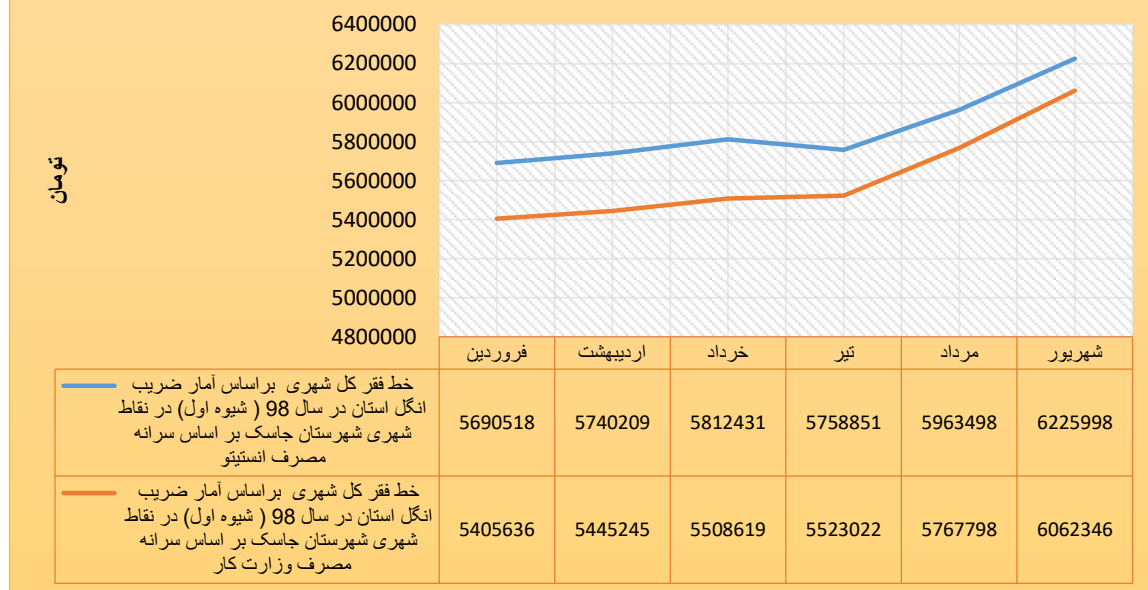 6400000
6200000
6000000
5800000
5600000
5400000
5200000
5000000
4800000
تومان
فروردین اردیبهشت خرداد تیر مرداد شهریور
خط فقر کل شهری براساس آمار ضریب
انگل استان در سال 98 ( شیوه اول) در نقاط
شهری شهرستان جاسک بر اساس سرانه
مصرف انستیتو
5690518 5740209 5812431 5758851 5963498 6225998
خط فقر کل شهری براساس آمار ضریب
انگل استان در سال 98 ( شیوه اول) در نقاط
شهری شهرستان جاسک بر اساس سرانه
مصرف وزارت کار
5405636 5445245 5508619 5523022 5767798 6062346